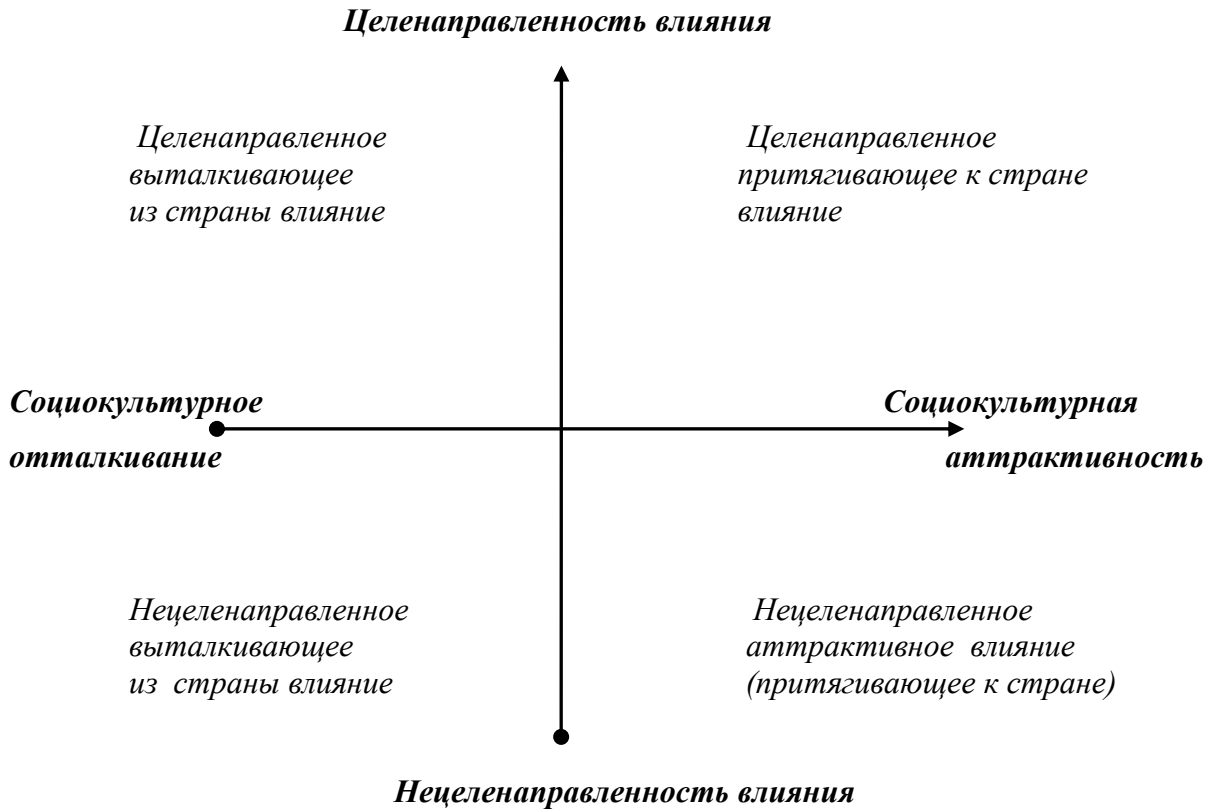 Целенаправленность влияния
Целенаправленное
выталкивающее
из страны влияние
Целенаправленное
притягивающее к стране
влияние
Социокультурное
отталкивание
Социокультурная
аттрактивность
Нецеленаправленное
выталкивающее
из страны влияние
Нецеленаправленное
аттрактивное влияние
(притягивающее к стране)
Нецеленаправленность влияния